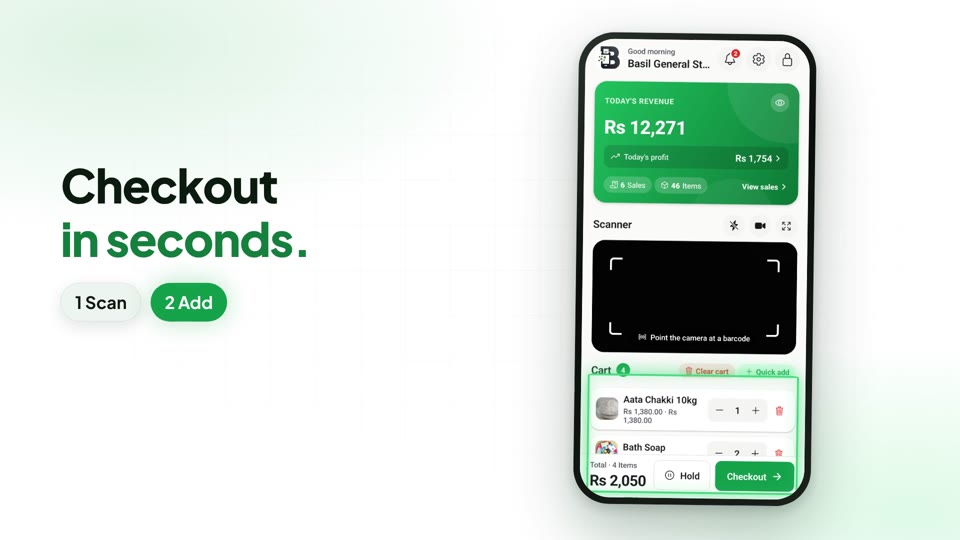 Checkout
in seconds.
1 Scan
2 Add
Good morning
Basil General St...
2
TODAY'S REVENUE
Rs 12,271
Today's profit
Rs 1,754
6 Sales
46 Items
View sales
Scanner
Point the camera at a barcode
Cart 4
Clear cart
+ Quick add
Aata Chakki 10kg
Rs 1,380.00 · Rs
1,380.00
− 1 +
Bath Soap
− 2 +
Total · 4 Items
Rs 2,050
Hold
Checkout